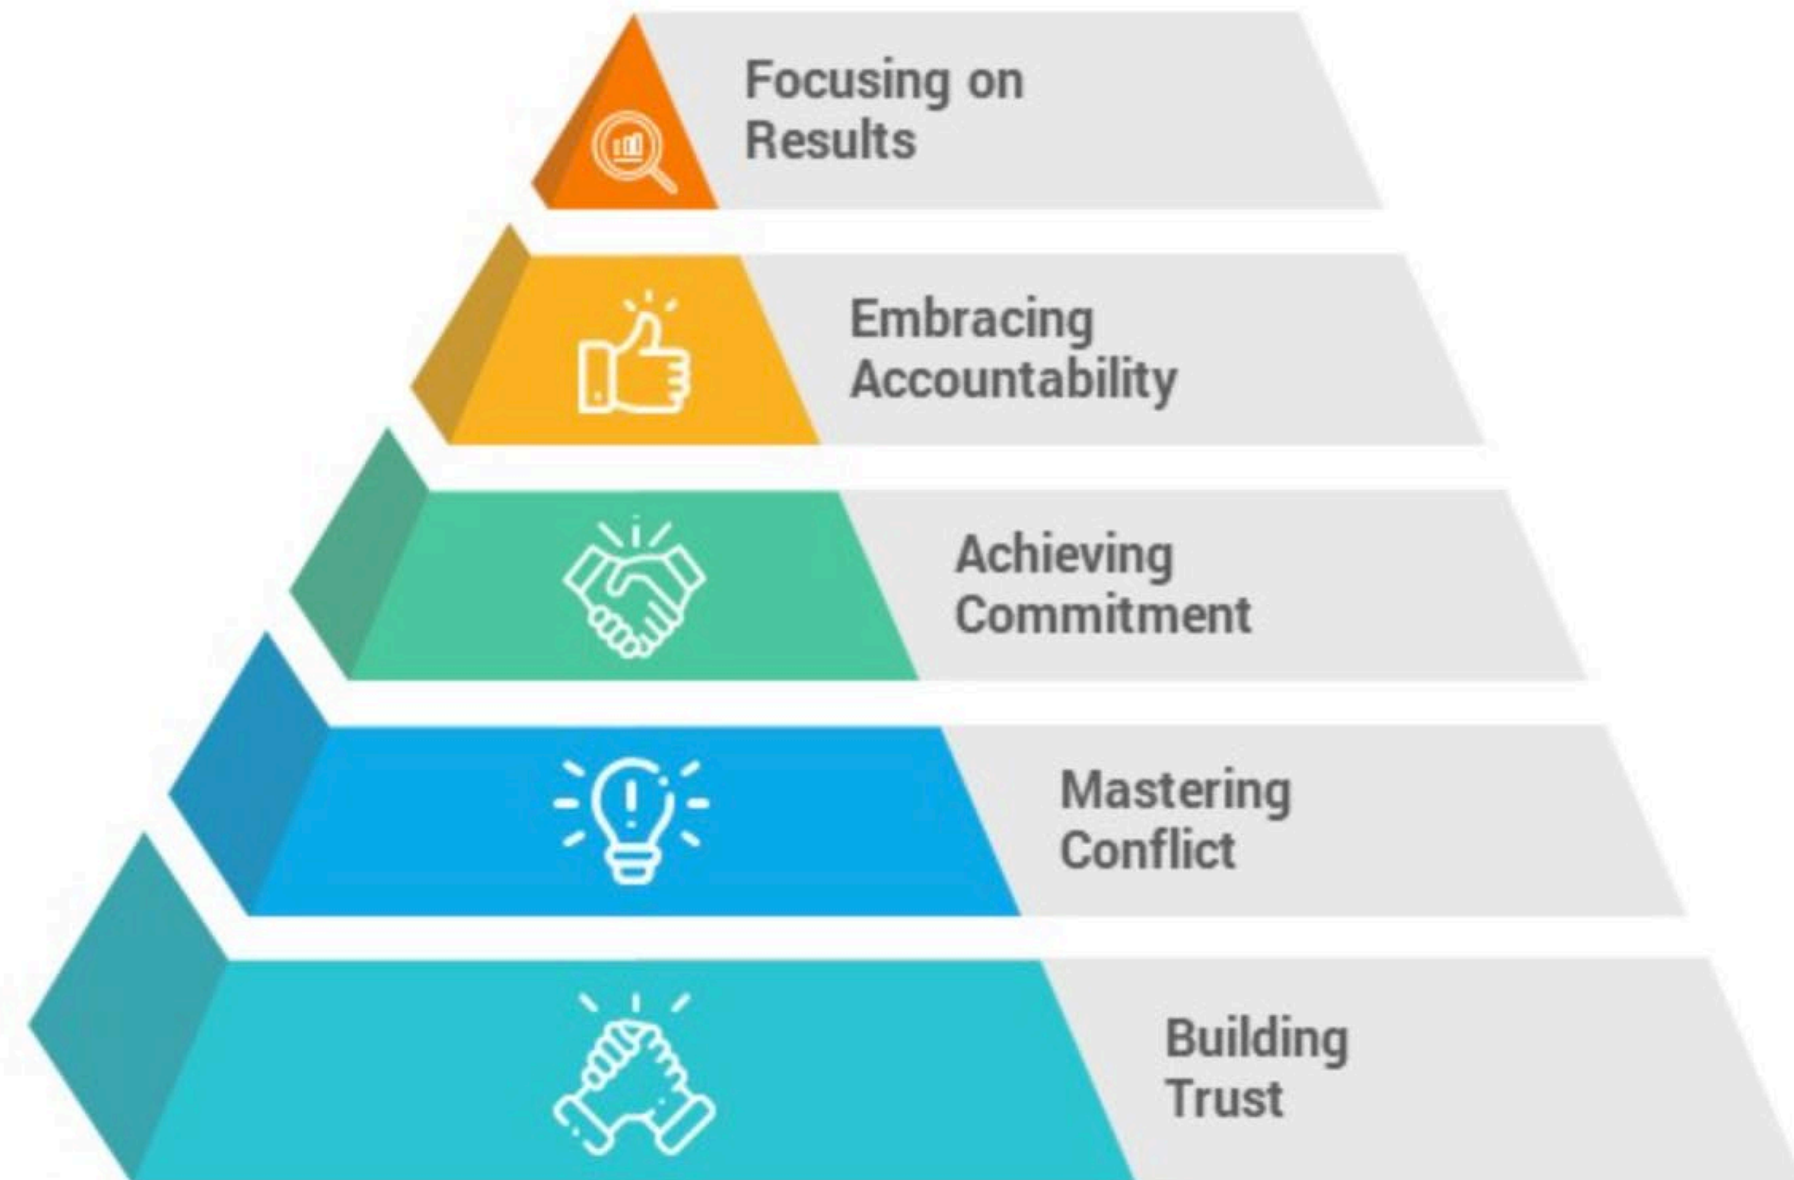 Focusing on
Results
Embracing
Accountability
Achieving
Commitment
Mastering
Conflict
Building
Trust